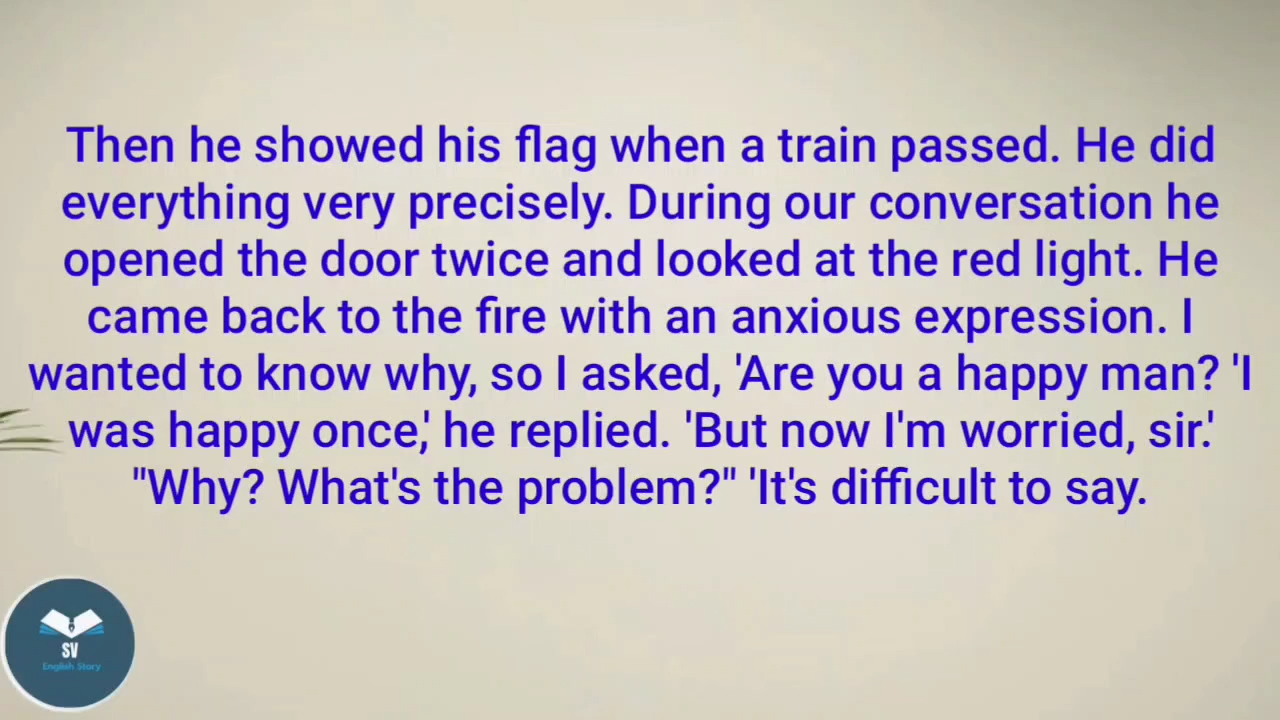 Then he showed his flag when a train passed. He did
everything very precisely. During our conversation he
opened the door twice and looked at the red light. He
came back to the fire with an anxious expression. I
wanted to know why, so I asked, 'Are you a happy man? 'I
was happy once,' he replied. 'But now I'm worried, sir.'
"Why? What's the problem?" 'It's difficult to say.
SV
English Story